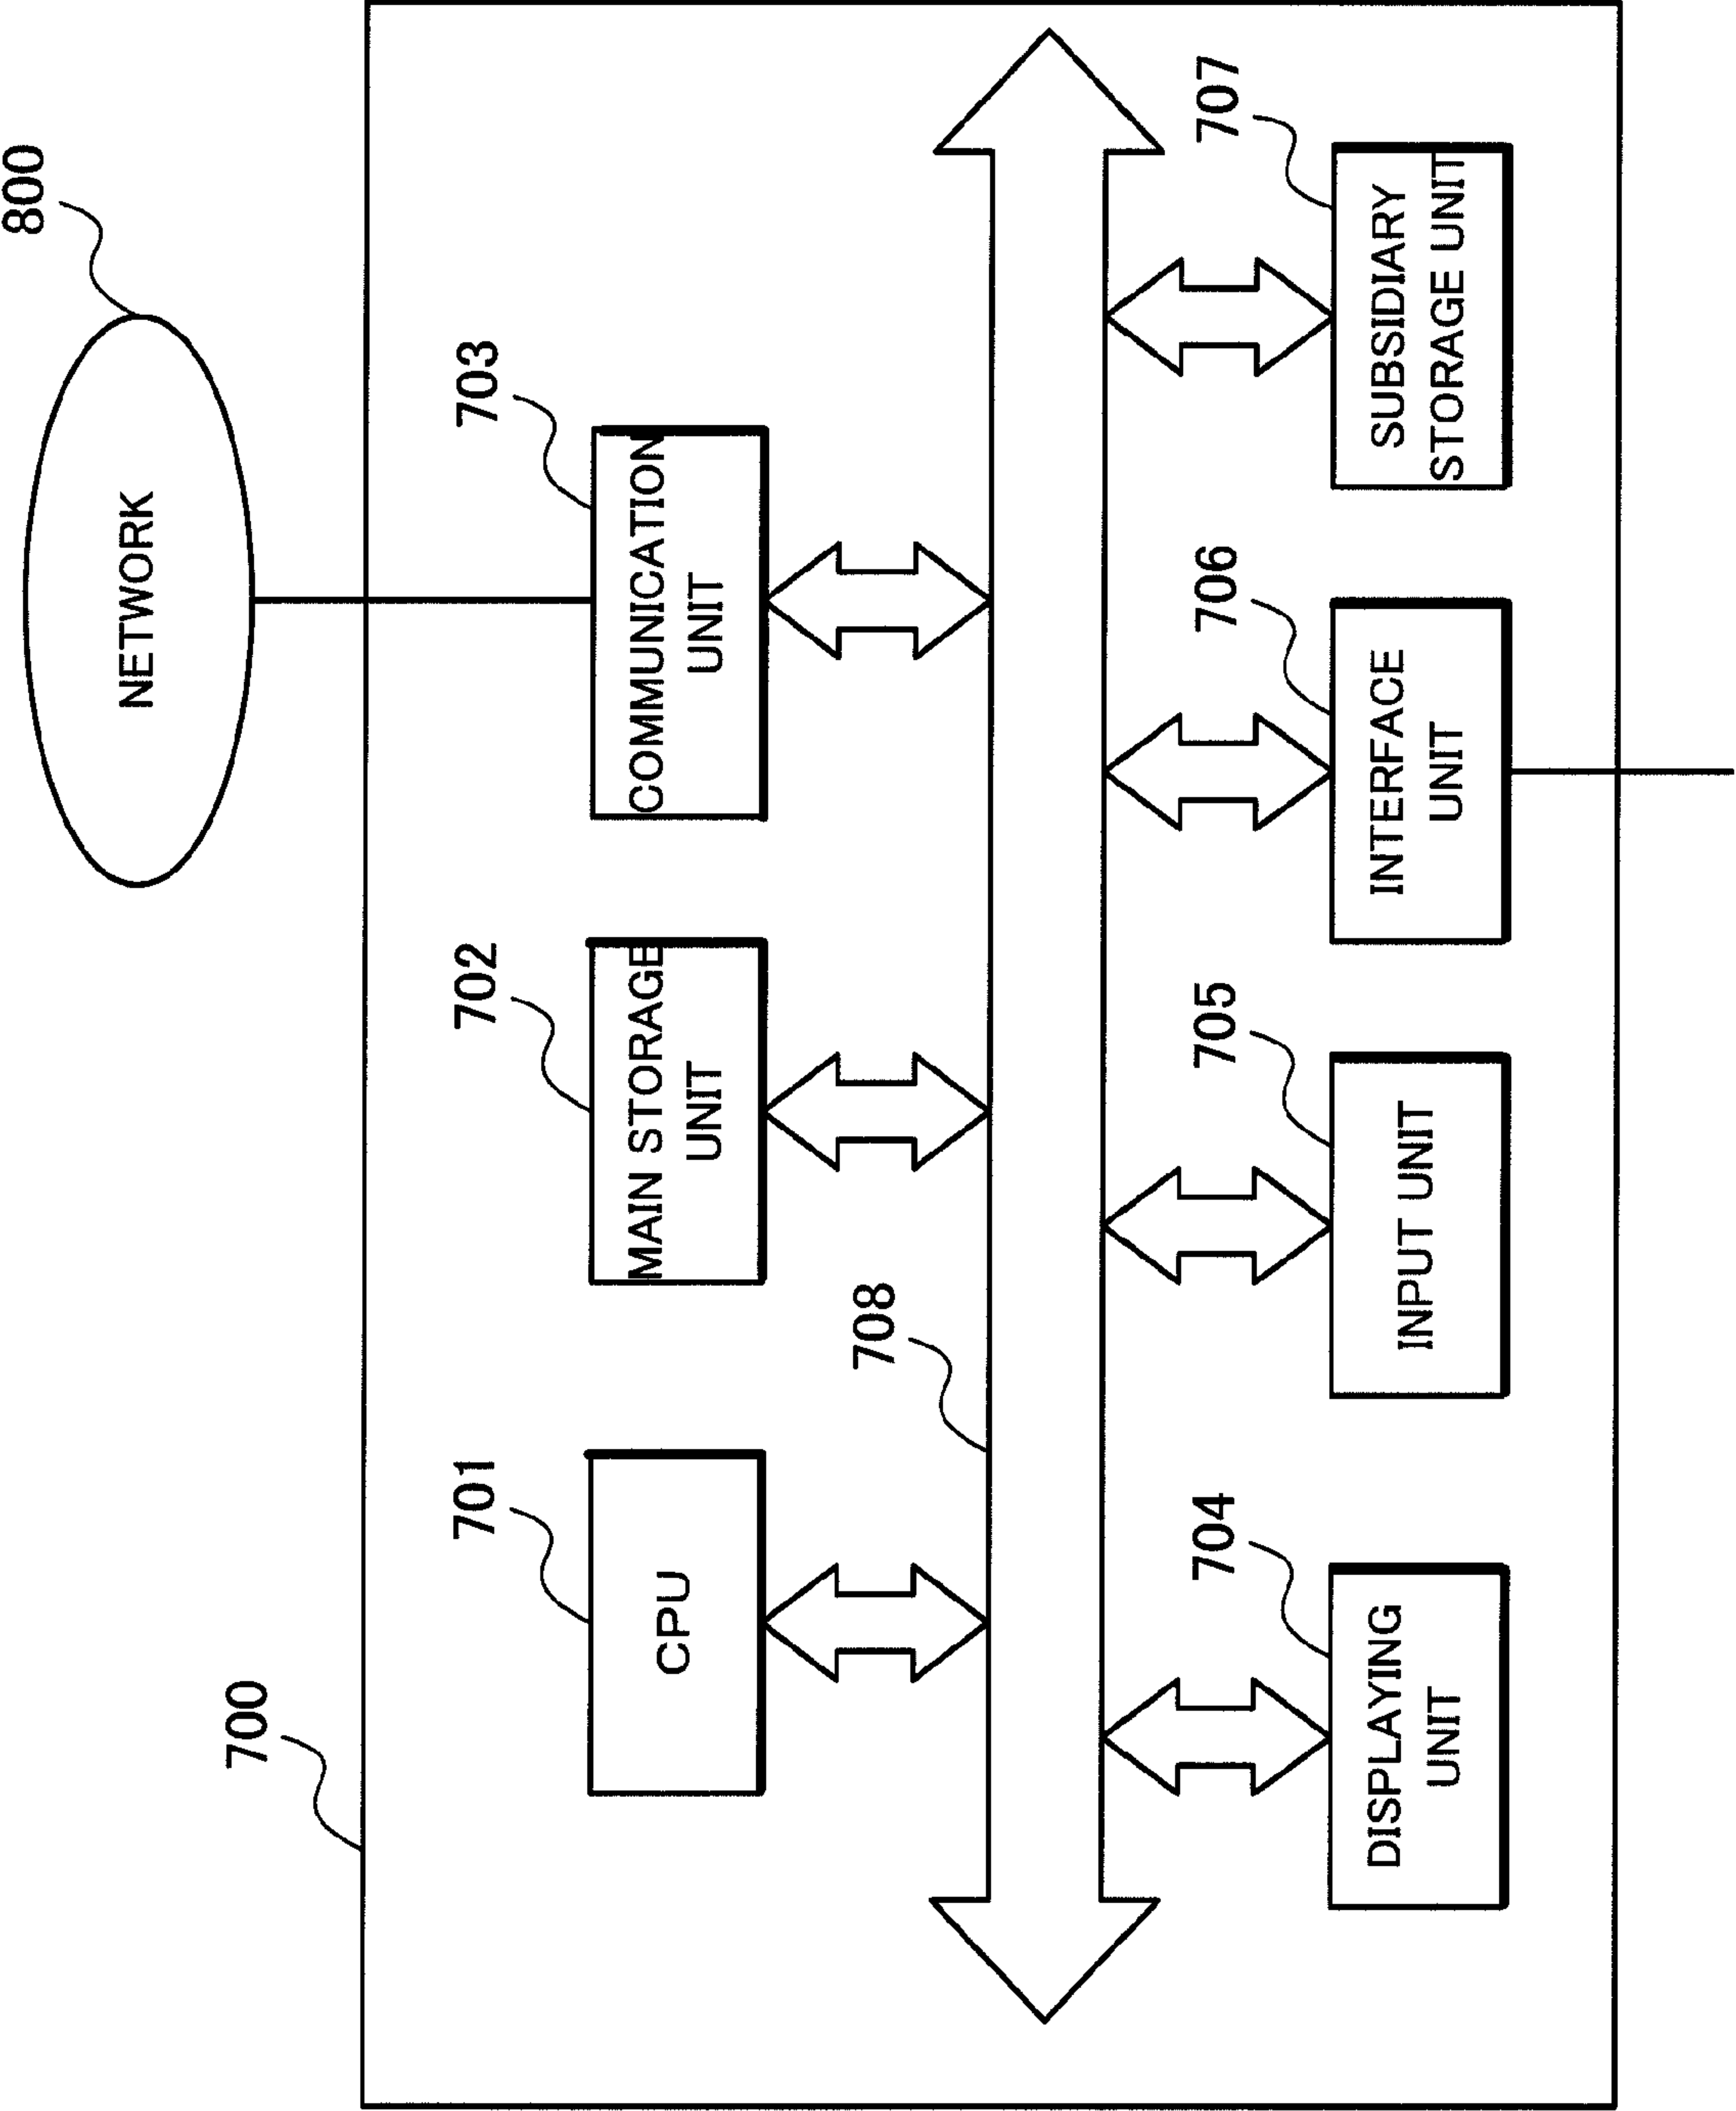 800
NETWORK
700
701
CPU
702
MAIN STORAGE
UNIT
703
COMMUNICATION
UNIT
708
704
DISPLAYING
UNIT
705
INPUT UNIT
706
INTERFACE
UNIT
707
SUBSIDIARY
STORAGE UNIT